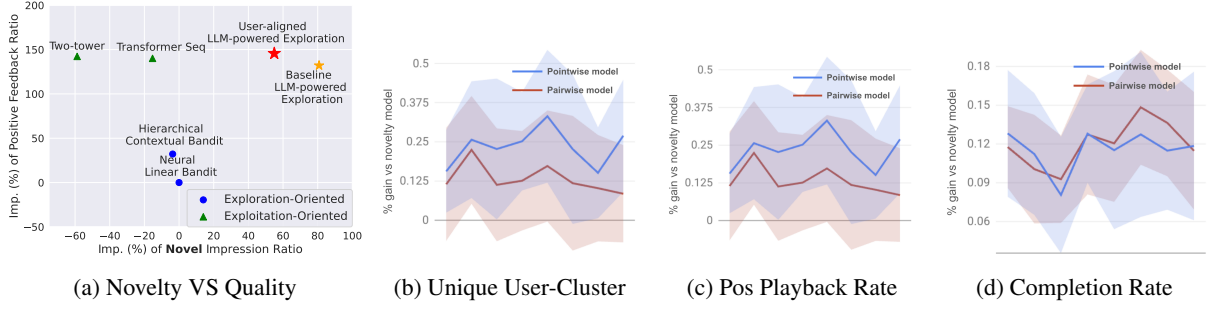 200
150
100
50
0
−50
Imp. (%) of Positive Feedback Ratio
Two-tower
Transformer Seq
User-aligned
LLM-powered Exploration
Baseline
LLM-powered
Exploration
Hierarchical
Contextual Bandit
Neural
Linear Bandit
Exploration-Oriented
Exploitation-Oriented
−60 −40 −20 0 20 40 60 80 100
Imp. (%) of Novel Impression Ratio
(a) Novelty VS Quality
% gain vs novelty model
0.5
0.375
0.25
0.125
0
Pointwise model
Pairwise model
(b) Unique User-Cluster
% gain vs novelty model
0.5
0.375
0.25
0.125
0
Pointwise model
Pairwise model
(c) Pos Playback Rate
% gain vs novelty model
0.18
0.15
0.12
0.09
0.06
Pointwise model
Pairwise model
(d) Completion Rate